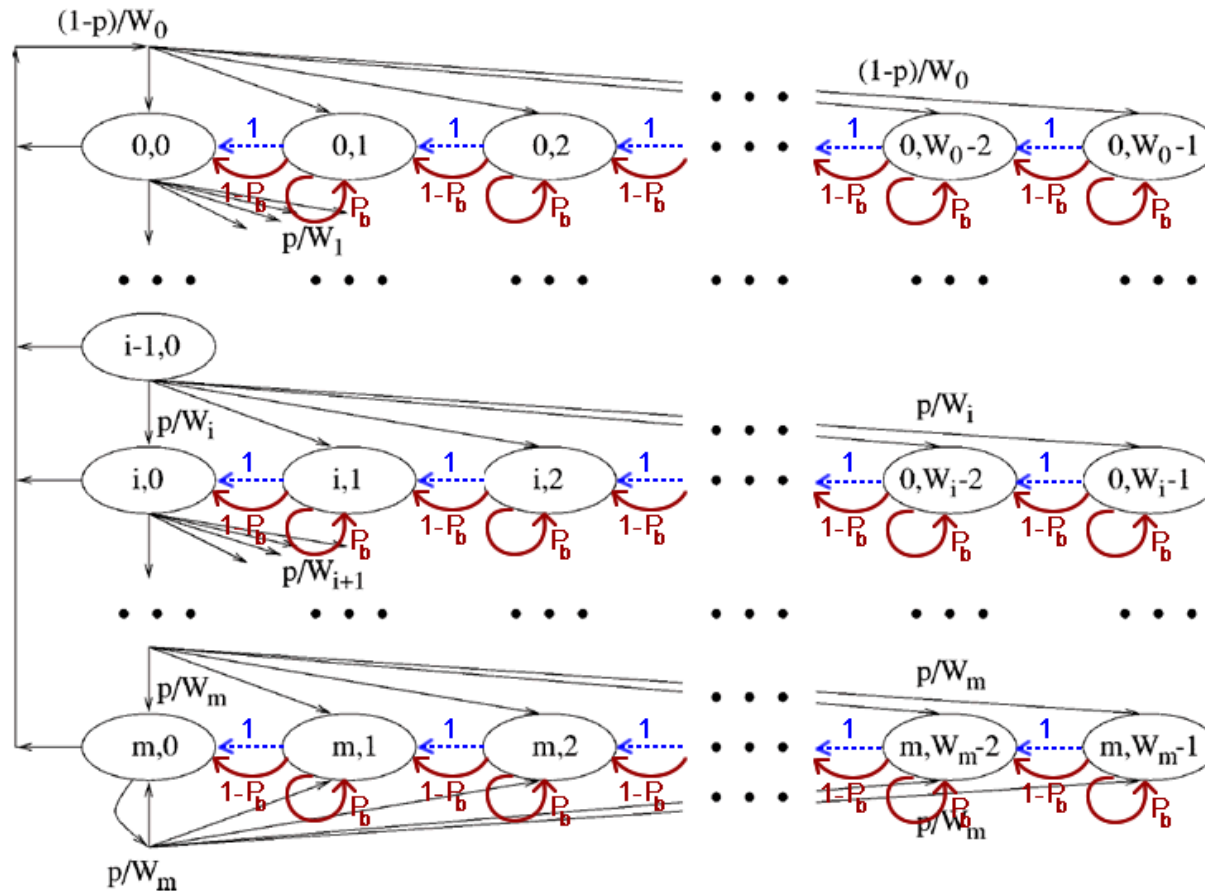 (1-p)/W0
(1-p)/W0
1 1 1 1 1
0,0 0,1 0,2 0,W0-2 0,W0-1
1-Pb Pb 1-Pb Pb 1-Pb 1-Pb Pb 1-Pb Pb
p/W1
i-1,0
p/Wi p/Wi
1 1 1 1 1
i,0 i,1 i,2 0,Wi-2 0,Wi-1
1-Pb Pb 1-Pb Pb 1-Pb 1-Pb Pb 1-Pb Pb
p/Wi+1
p/Wm p/Wm
1 1 1 1 1
m,0 m,1 m,2 m,Wm-2 m,Wm-1
1-Pb Pb 1-Pb Pb 1-Pb 1-Pb Pb 1-Pb Pb
p/Wm
p/Wm